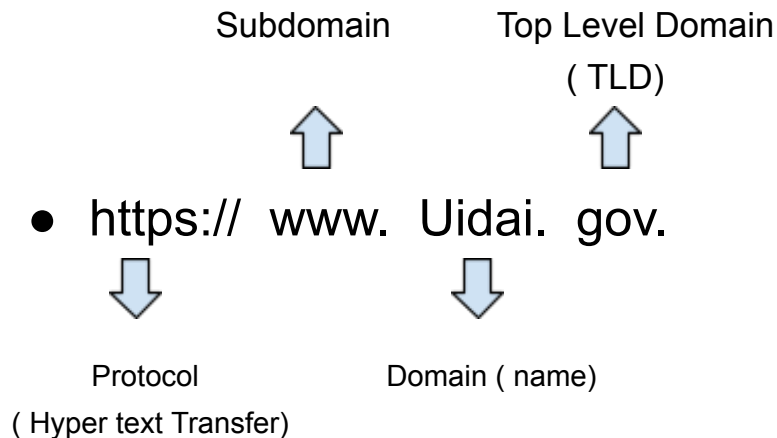 Subdomain Top Level Domain
( TLD)
● https:// www. Uidai. gov.
Protocol Domain ( name)
( Hyper text Transfer)